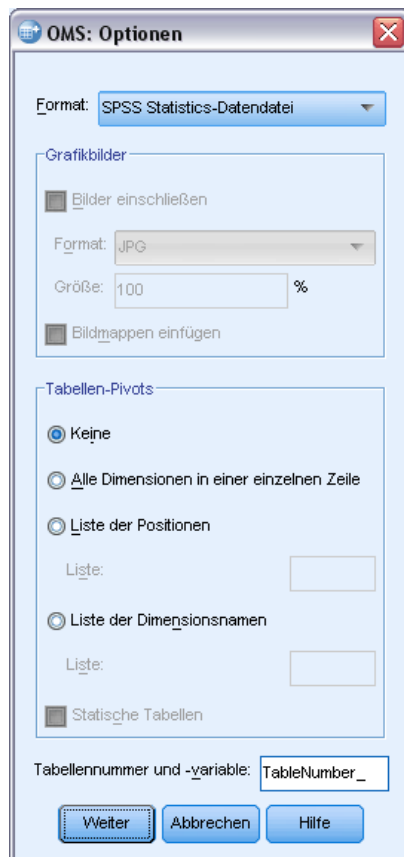 OMS: Optionen
Format: SPSS Statistics-Datendatei
Grafikbilder
Bilder einschließen
Format: JPG
Größe: 100 %
Bildmappen einfügen
Tabellen-Pivots
Keine
Alle Dimensionen in einer einzelnen Zeile
Liste der Positionen
Liste:
Liste der Dimensionsnamen
Liste:
Statische Tabellen
Tabellennummer und -variable: TableNumber_
Weiter Abbrechen Hilfe